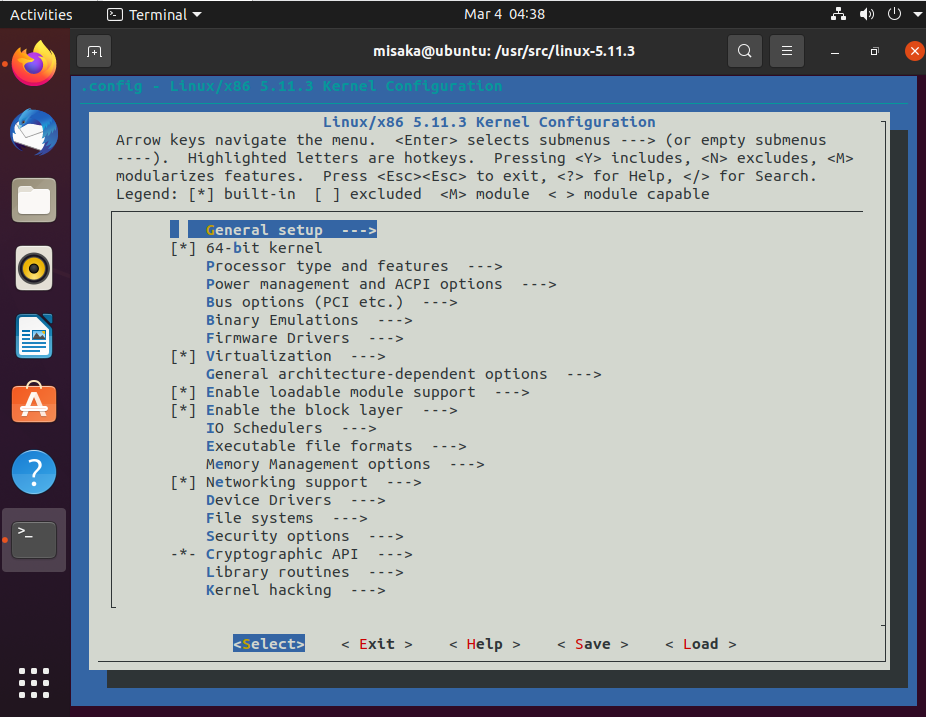 Activities Terminal Mar 4 04:38
misaka@ubuntu: /usr/src/linux-5.11.3
.config - Linux/x86 5.11.3 Kernel Configuration
Linux/x86 5.11.3 Kernel Configuration
Arrow keys navigate the menu.  <Enter> selects submenus ---> (or empty submenus
----).  Highlighted letters are hotkeys.  Pressing <Y> includes, <N> excludes, <M>
modularizes features.  Press <Esc><Esc> to exit, <?> for Help, </> for Search.
Legend: [*] built-in  [ ] excluded  <M> module  < > module capable
General setup  --->
[*] 64-bit kernel
Processor type and features  --->
Power management and ACPI options  --->
Bus options (PCI etc.)  --->
Binary Emulations  --->
Firmware Drivers  --->
[*] Virtualization  --->
General architecture-dependent options  --->
[*] Enable loadable module support  --->
[*] Enable the block layer  --->
IO Schedulers  --->
Executable file formats  --->
Memory Management options  --->
[*] Networking support  --->
Device Drivers  --->
File systems  --->
Security options  --->
-*- Cryptographic API  --->
Library routines  --->
Kernel hacking  --->
<Select>    < Exit >    < Help >    < Save >    < Load >